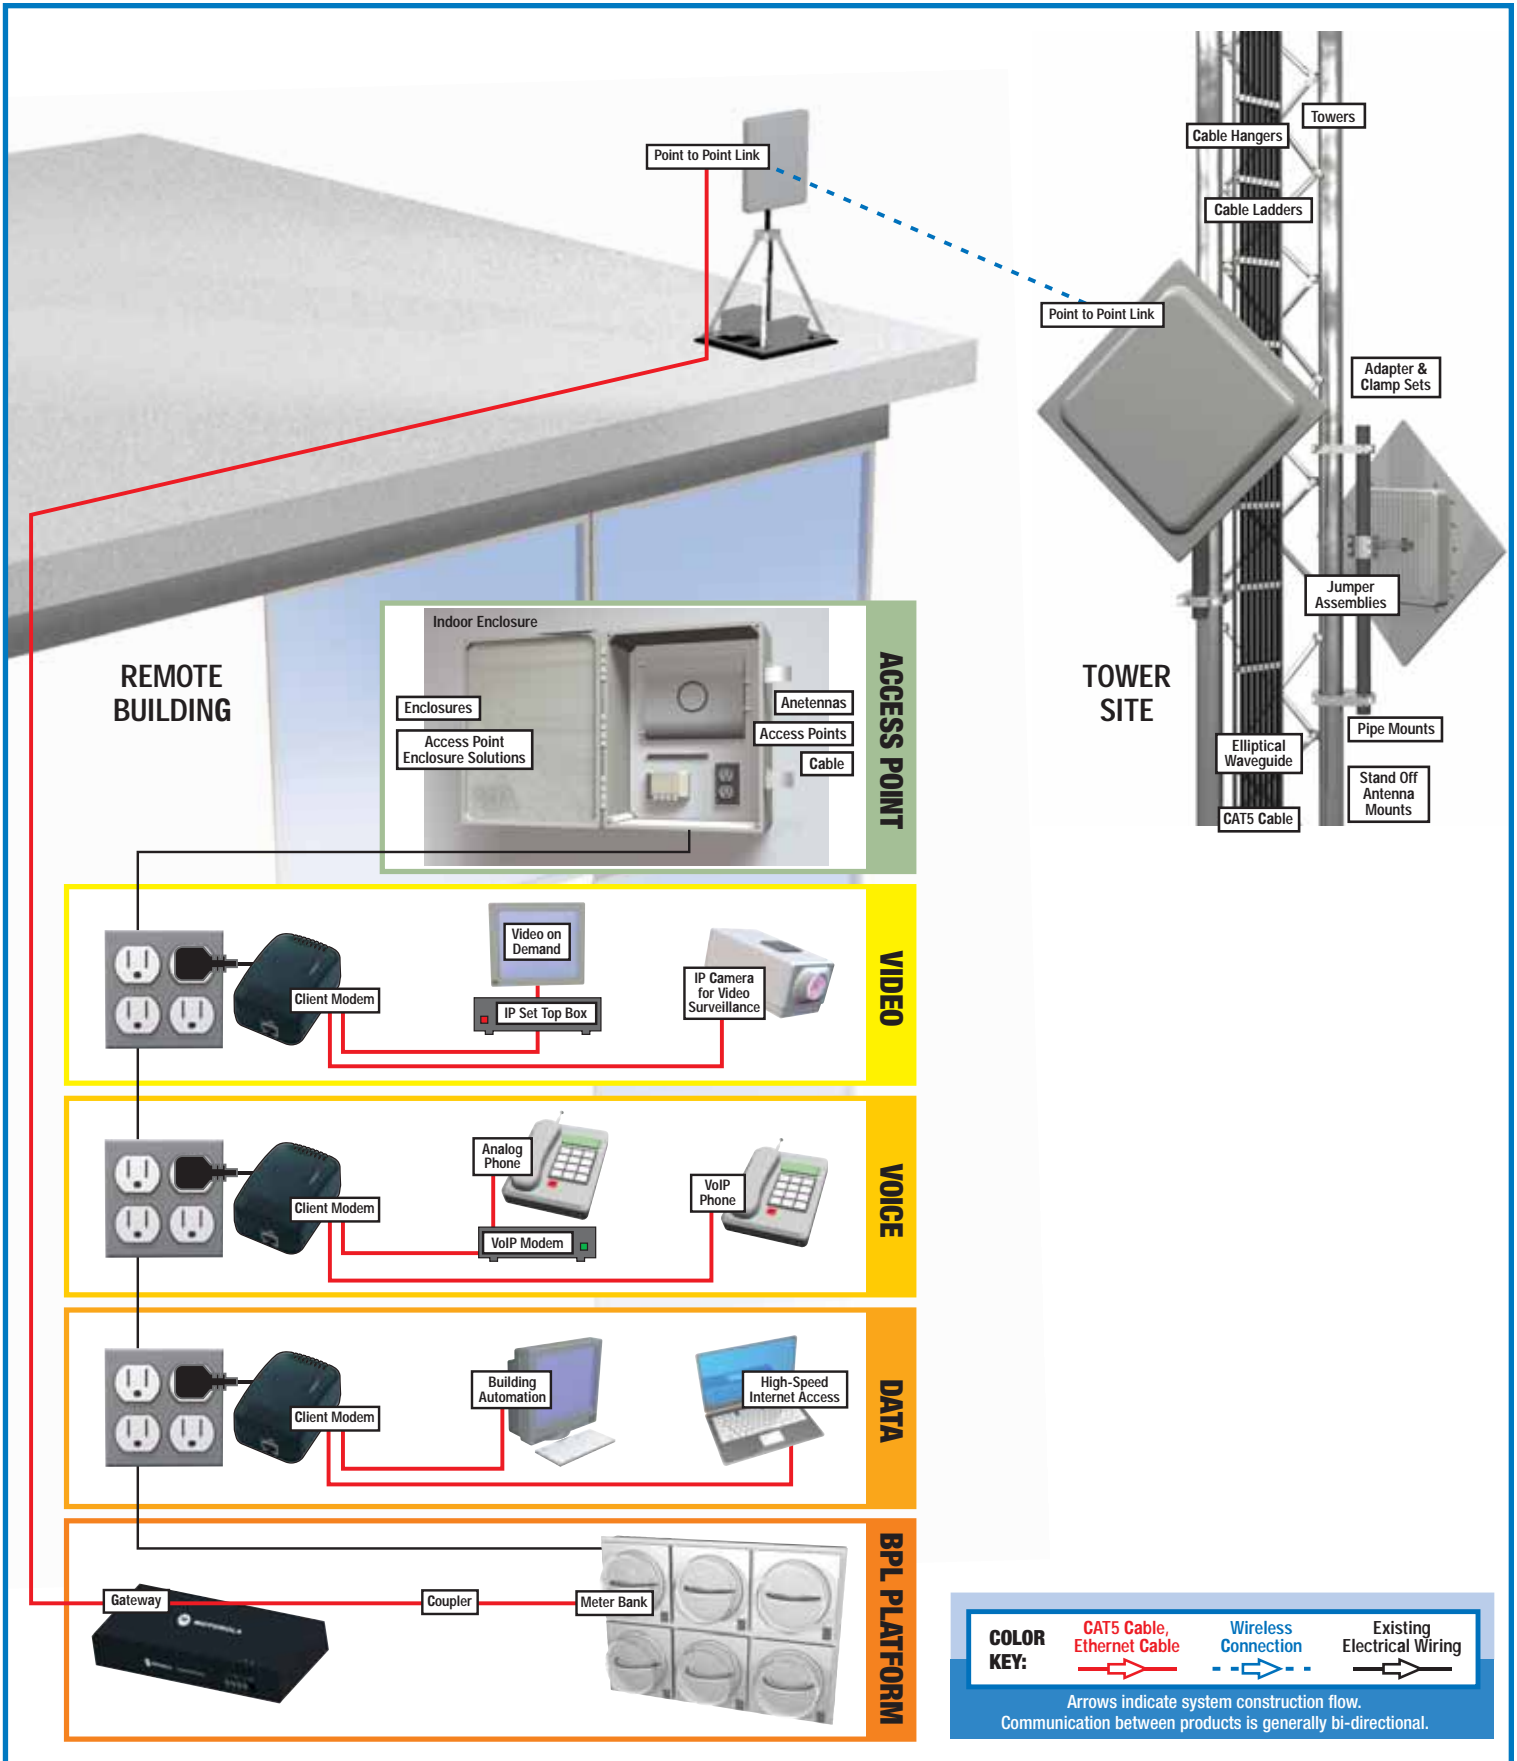 Point to Point Link
Cable Hangers
Towers
Cable Ladders
Point to Point Link
Adapter &
Clamp Sets
Jumper
Assemblies
TOWER
SITE
Pipe Mounts
Elliptical
Waveguide
Stand Off
Antenna
Mounts
CAT5 Cable
REMOTE
BUILDING
ACCESS POINT
Indoor Enclosure
Enclosures
Access Point
Enclosure Solutions
Anetennas
Access Points
Cable
VIDEO
Client Modem
Video on
Demand
IP Set Top Box
IP Camera
for Video
Surveillance
VOICE
Client Modem
Analog
Phone
VoIP Modem
VoIP
Phone
DATA
Client Modem
Building
Automation
High-Speed
Internet Access
BPL PLATFORM
Gateway
MOTOROLA
Coupler
Meter Bank
COLOR
KEY:
CAT5 Cable,
Ethernet Cable
Wireless
Connection
Existing
Electrical Wiring
Arrows indicate system construction flow.
Communication between products is generally bi-directional.